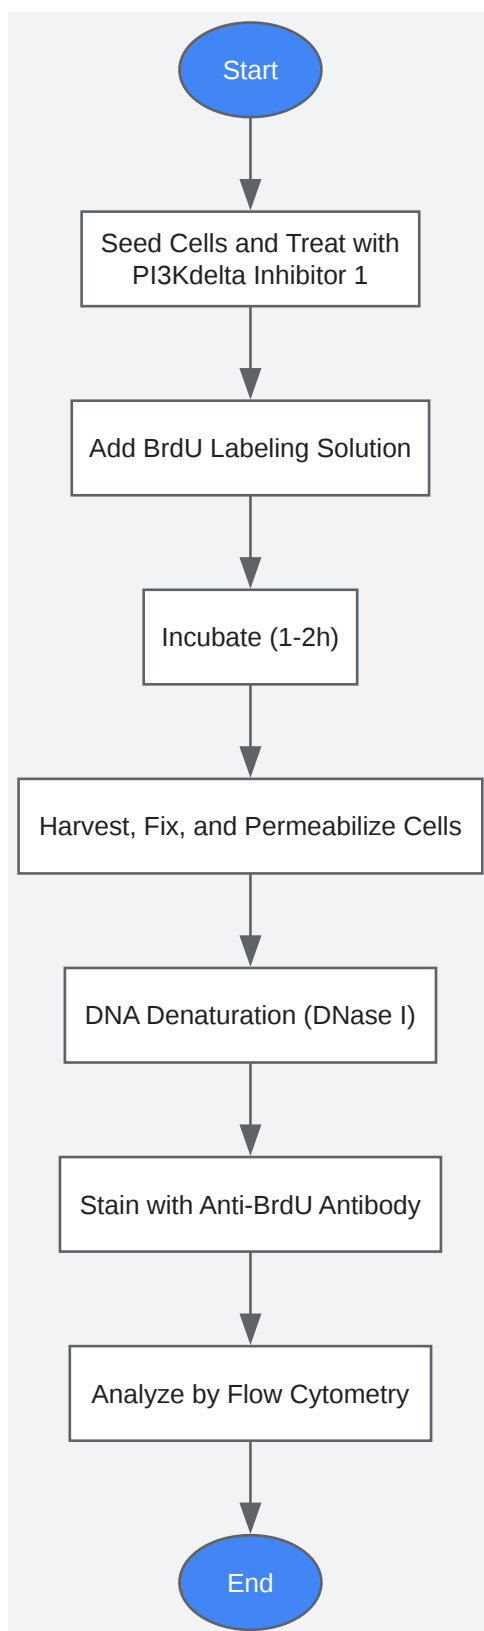 Start
Seed Cells and Treat with
PI3Kdelta Inhibitor 1
Add BrdU Labeling Solution
Incubate (1-2h)
Harvest, Fix, and Permeabilize Cells
DNA Denaturation (DNase I)
Stain with Anti-BrdU Antibody
Analyze by Flow Cytometry
End